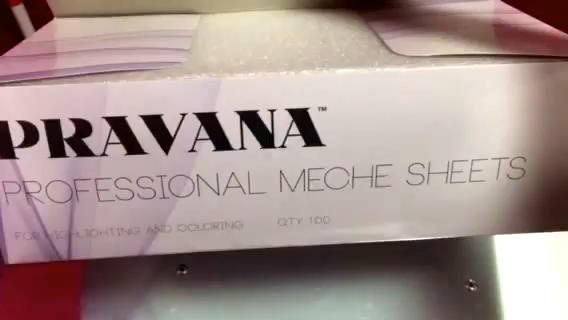 PRAVANA™
PROFESSIONAL MECHE SHEETS
FOR HIGHLIGHTING AND COLORING QTY 100